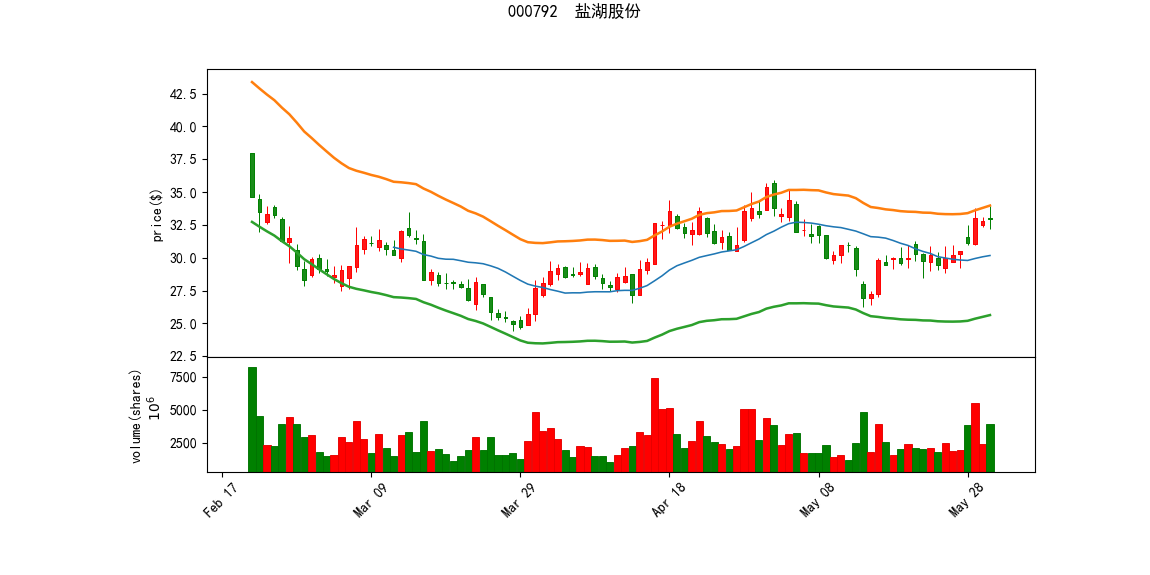 000792  盐湖股份
price($)
42.5
40.0
37.5
35.0
32.5
30.0
27.5
25.0
22.5
volume(shares)
10^6
7500
5000
2500
Feb 17
Mar 09
Mar 29
Apr 18
May 08
May 28